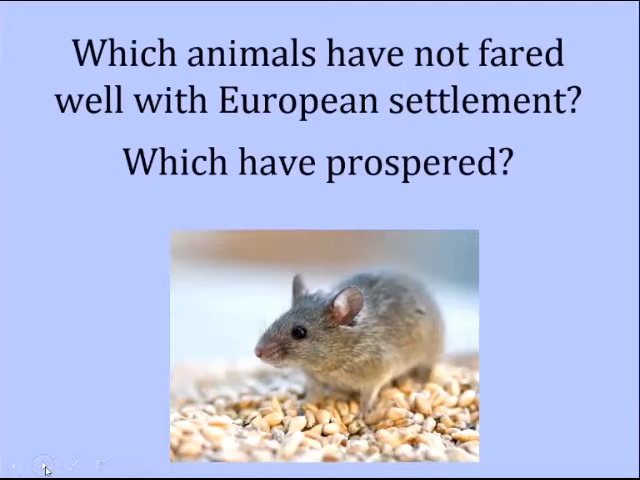 Which animals have not fared
well with European settlement?
Which have prospered?